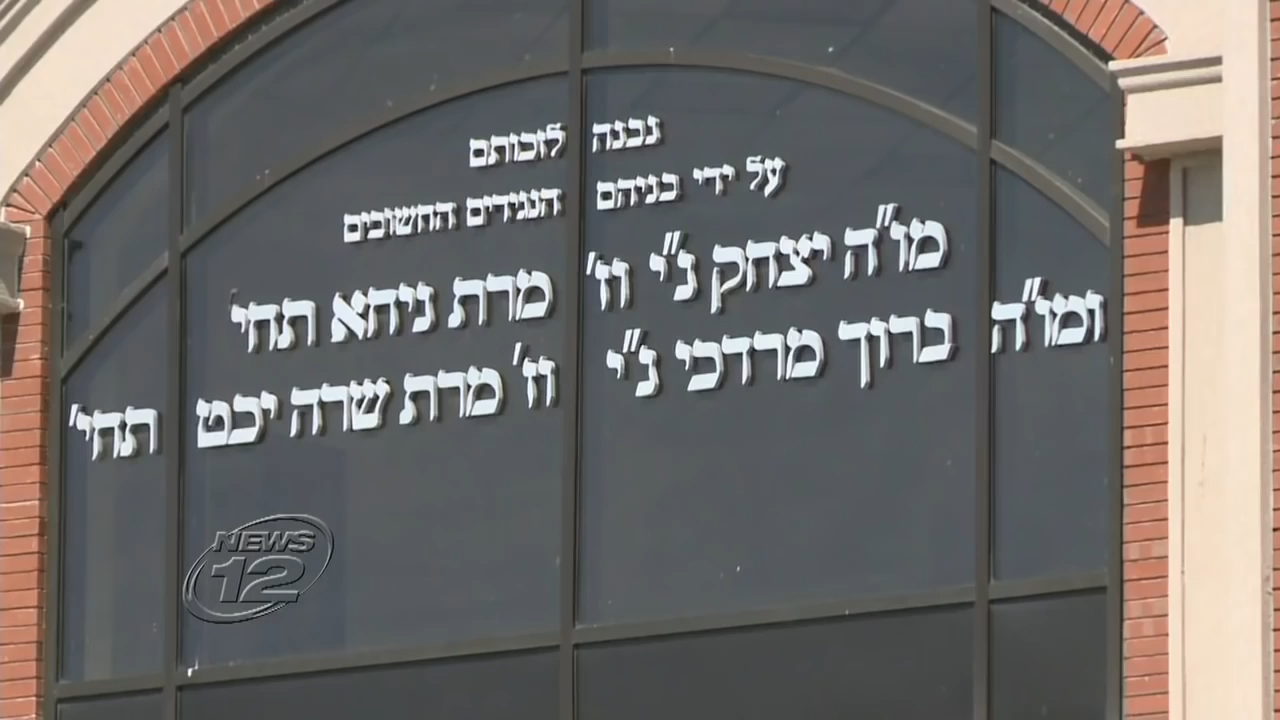 נבנה לזכותם
על ידי בניהם הנגידים החשובים
מו"ה יצחק נ"י וז' מרת ניחא תחי'
ומו"ה ברוך מרדכי נ"י וז' מרת שרה יכט תחי'
NEWS
12